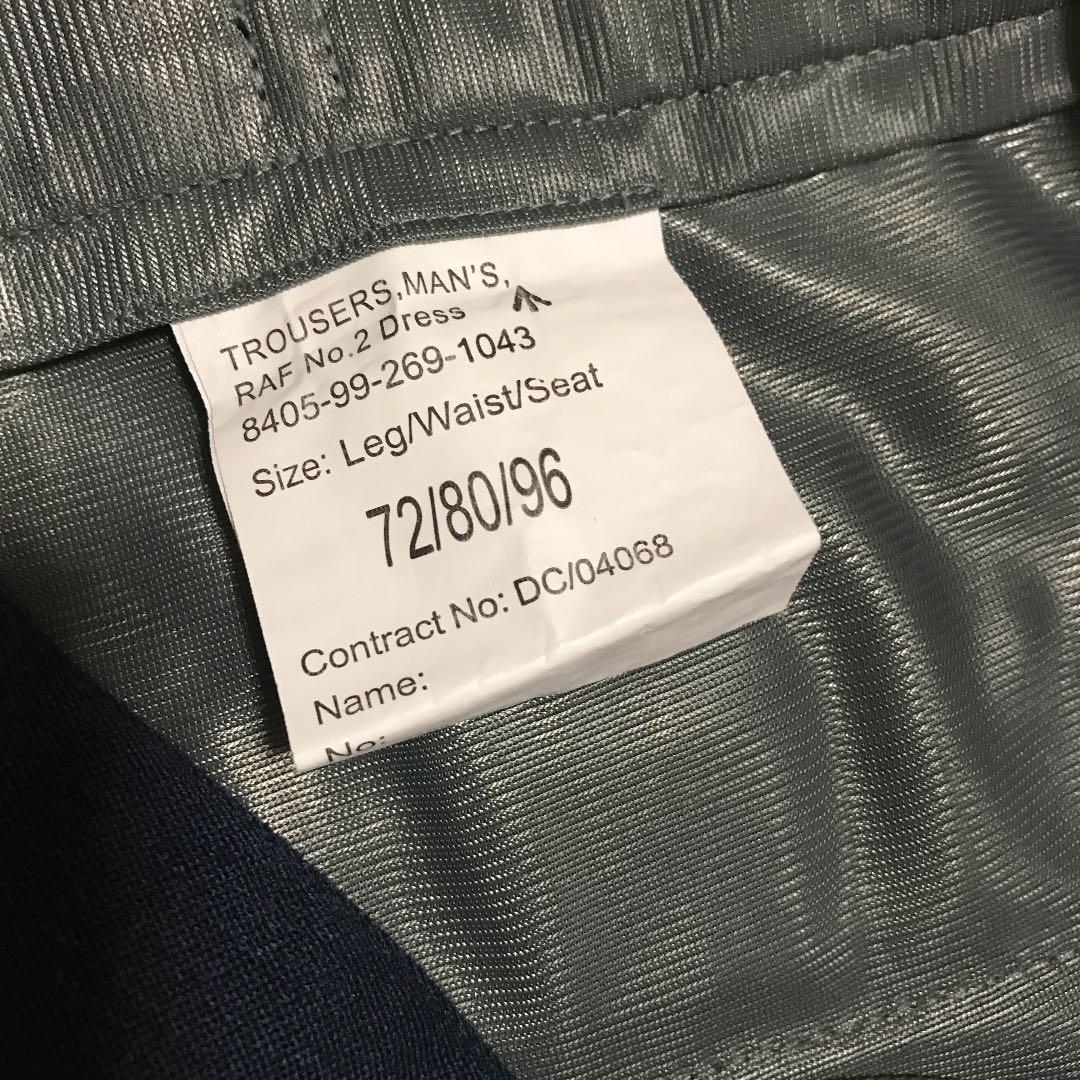 TROUSERS,MAN'S,
RAF No.2 Dress
8405-99-269-1043
Size: Leg/Waist/Seat
72/80/96
Contract No: DC/04068
Name:
No: